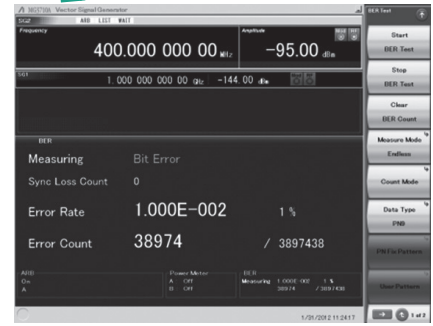 ANRITSU Vector Signal Generator
SG2 ARB LIST WAIT
Frequency
400.000 000 00 MHz
Amplitude
-95.00 dBm
SG1 1. 000 000 000 00 GHz -144. 00 dBm
BER
Measuring Bit Error
Sync Loss Count 0
Error Rate 1.000E-002 1 %
Error Count 38974 / 3897438
ARB
On
A
Power Meter
A Off
B Off
BER
Measuring 1.000E-002 1 %
38974 / 3897438
1/31/2012 11:24:17
BER Test
Start
BER Test
Stop
BER Test
Clear
BER Count
Measure Mode
Endless
Count Mode
Data Type
PN9
PN Fix Pattern
User Pattern
1 of 2